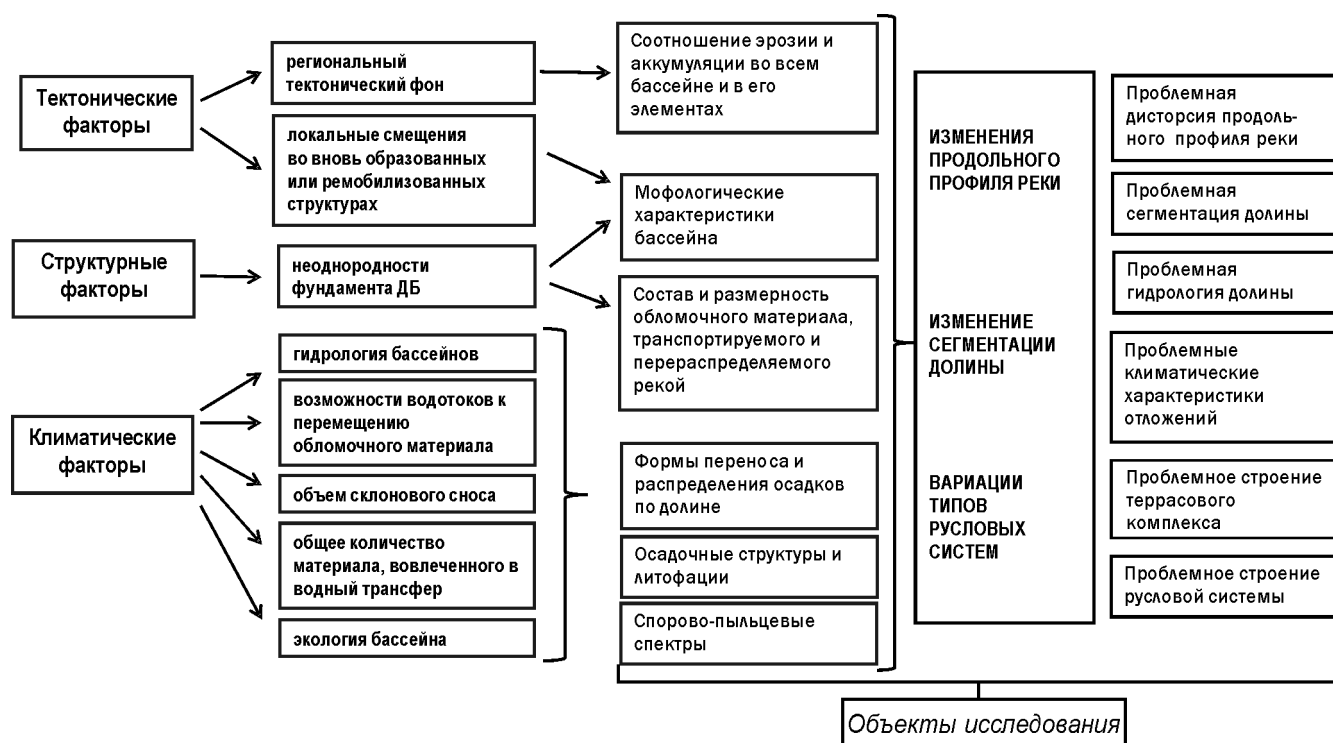 Тектонические
факторы
Структурные
факторы
Климатические
факторы
региональный
тектонический фон
локальные смещения
во вновь образованных
или ремобилизованных
структурах
неоднородности
фундамента ДБ
гидрология бассейнов
возможности водотоков к
перемещению
обломочного материала
объем склонового сноса
общее количество
материала, вовлеченного в
водный трансфер
экология бассейна
Соотношение эрозии и
аккумуляции во всем
бассейне и в его
элементах
Мофологические
характеристики
бассейна
Состав и размерность
обломочного материала,
транспортируемого и
перераспределяемого
рекой
Формы переноса и
распределения осадков
по долине
Осадочные структуры и
литофации
Спорово-пыльцевые
спектры
ИЗМЕНЕНИЯ
ПРОДОЛЬНОГО
ПРОФИЛЯ РЕКИ
ИЗМЕНЕНИЕ
СЕГМЕНТАЦИИ
ДОЛИНЫ
ВАРИАЦИИ
ТИПОВ
РУСЛОВЫХ
СИСТЕМ
Проблемная
дисторсия продоль-
ного профиля реки
Проблемная
сегментация долины
Проблемная
гидрология долины
Проблемные
климатические
характеристики
отложений
Проблемное строение
террасового
комплекса
Проблемное строение
русловой системы
Объекты исследования